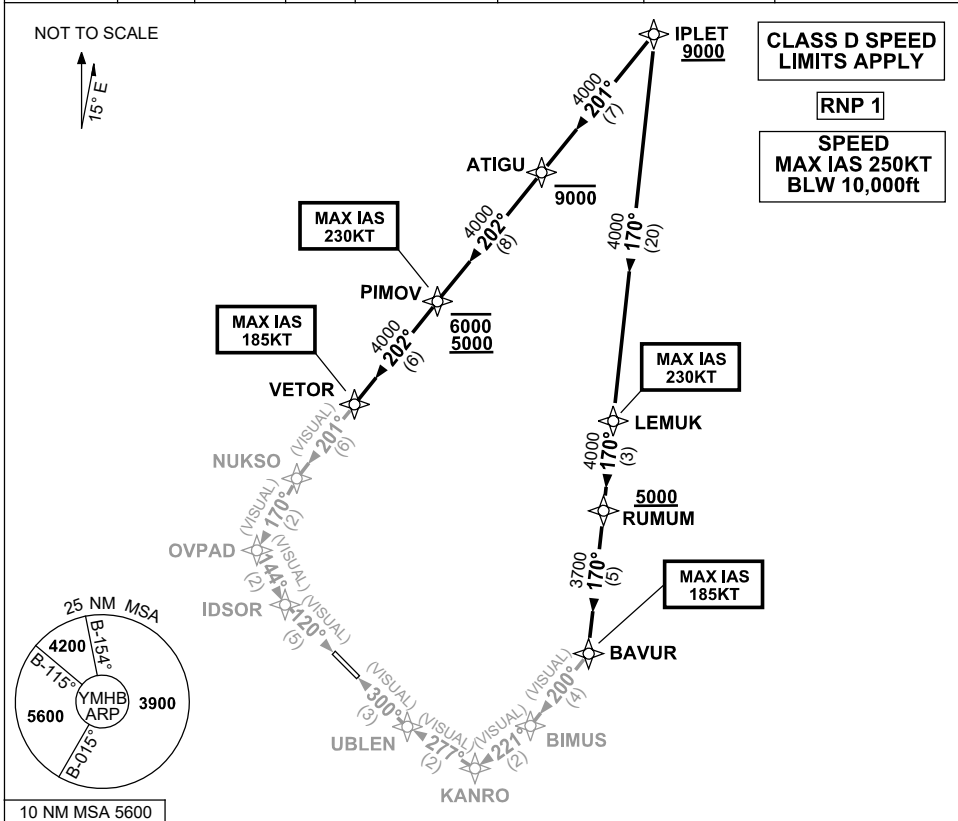 NOT TO SCALE
15° E
IPLET
9000
CLASS D SPEED
LIMITS APPLY
RNP 1
SPEED
MAX IAS 250KT
BLW 10,000ft
4000
201°
(7)
ATIGU
9000
4000
202°
(8)
4000
170°
(20)
MAX IAS
230KT
PIMOV
6000
5000
4000
202°
(6)
MAX IAS
185KT
VETOR
MAX IAS
230KT
LEMUK
4000
170°
(3)
5000
RUMUM
3700
170°
(5)
MAX IAS
185KT
BAVUR
(VISUAL)
201°
(6)
NUKSO
(VISUAL)
170°
(2)
OVPAD
(VISUAL)
144°
(2)
IDSOR
(VISUAL)
120°
(5)
(VISUAL)
300°
(3)
UBLEN
(VISUAL)
277°
(2)
KANRO
(VISUAL)
221°
(2)
BIMUS
(VISUAL)
200°
(4)
25 NM MSA
4200
B-154°
B-115°
YMHB
ARP
3900
5600
B-015°
10 NM MSA 5600